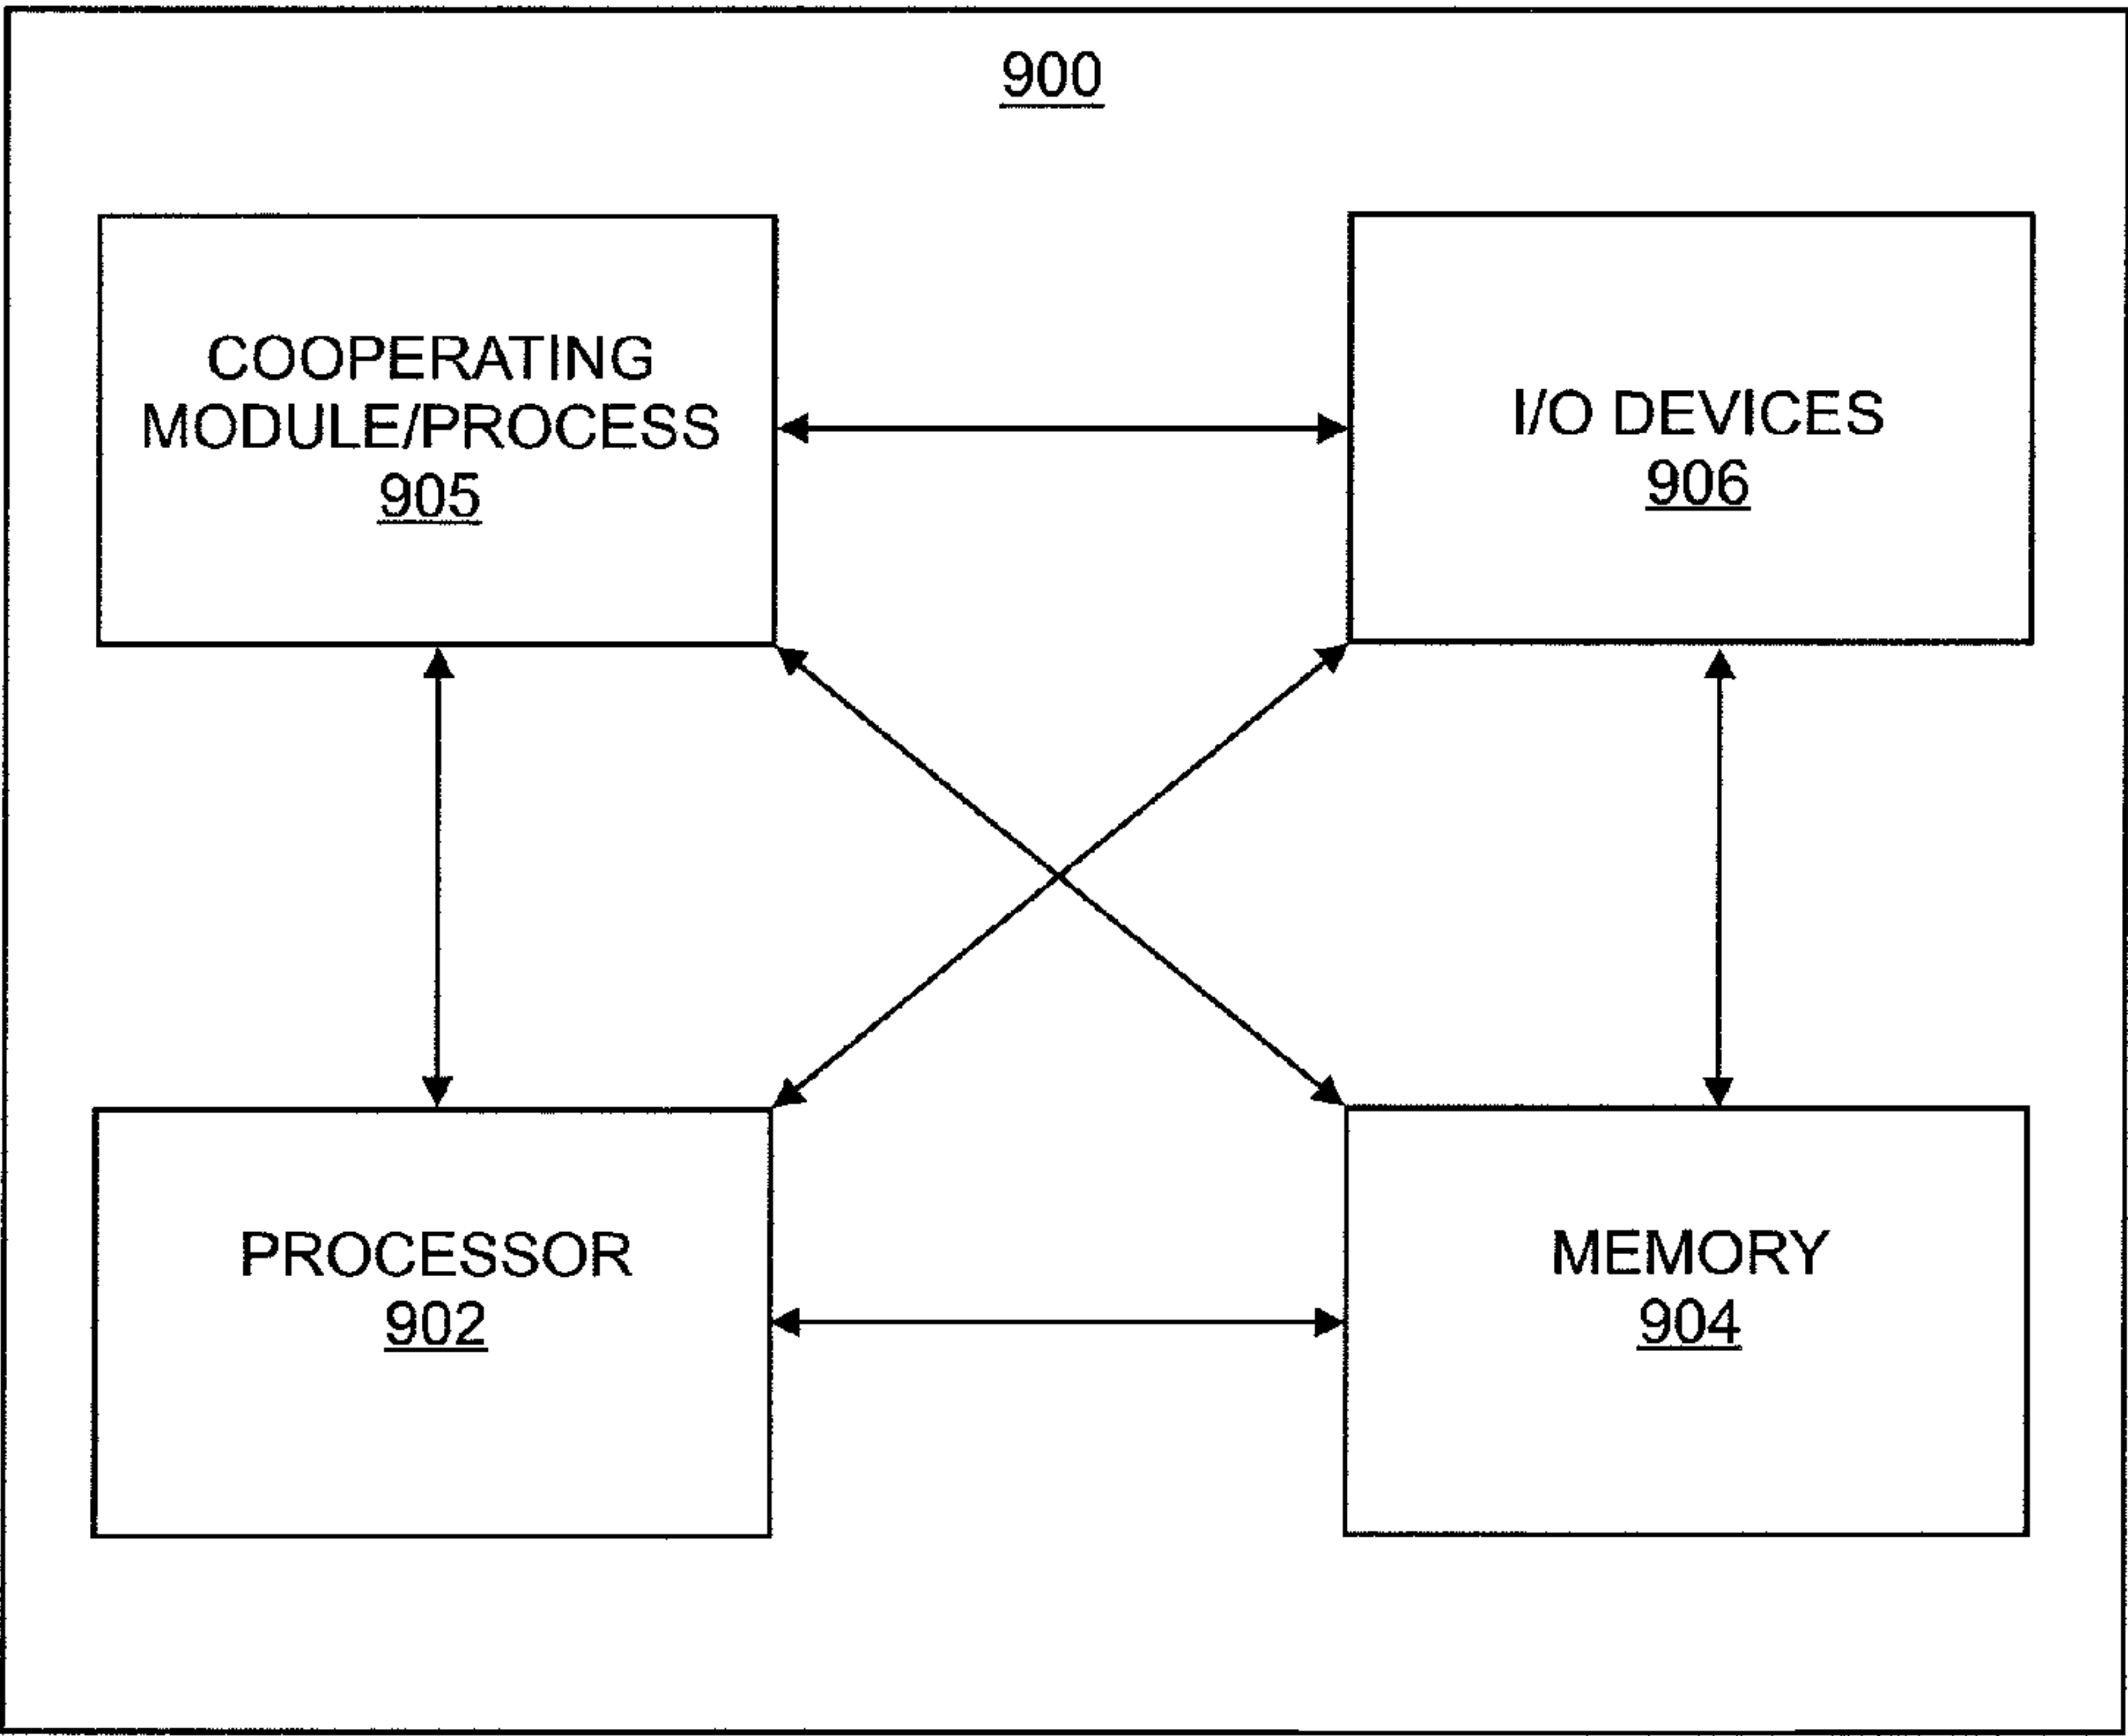 900
COOPERATING
MODULE/PROCESS
905
I/O DEVICES
906
PROCESSOR
902
MEMORY
904